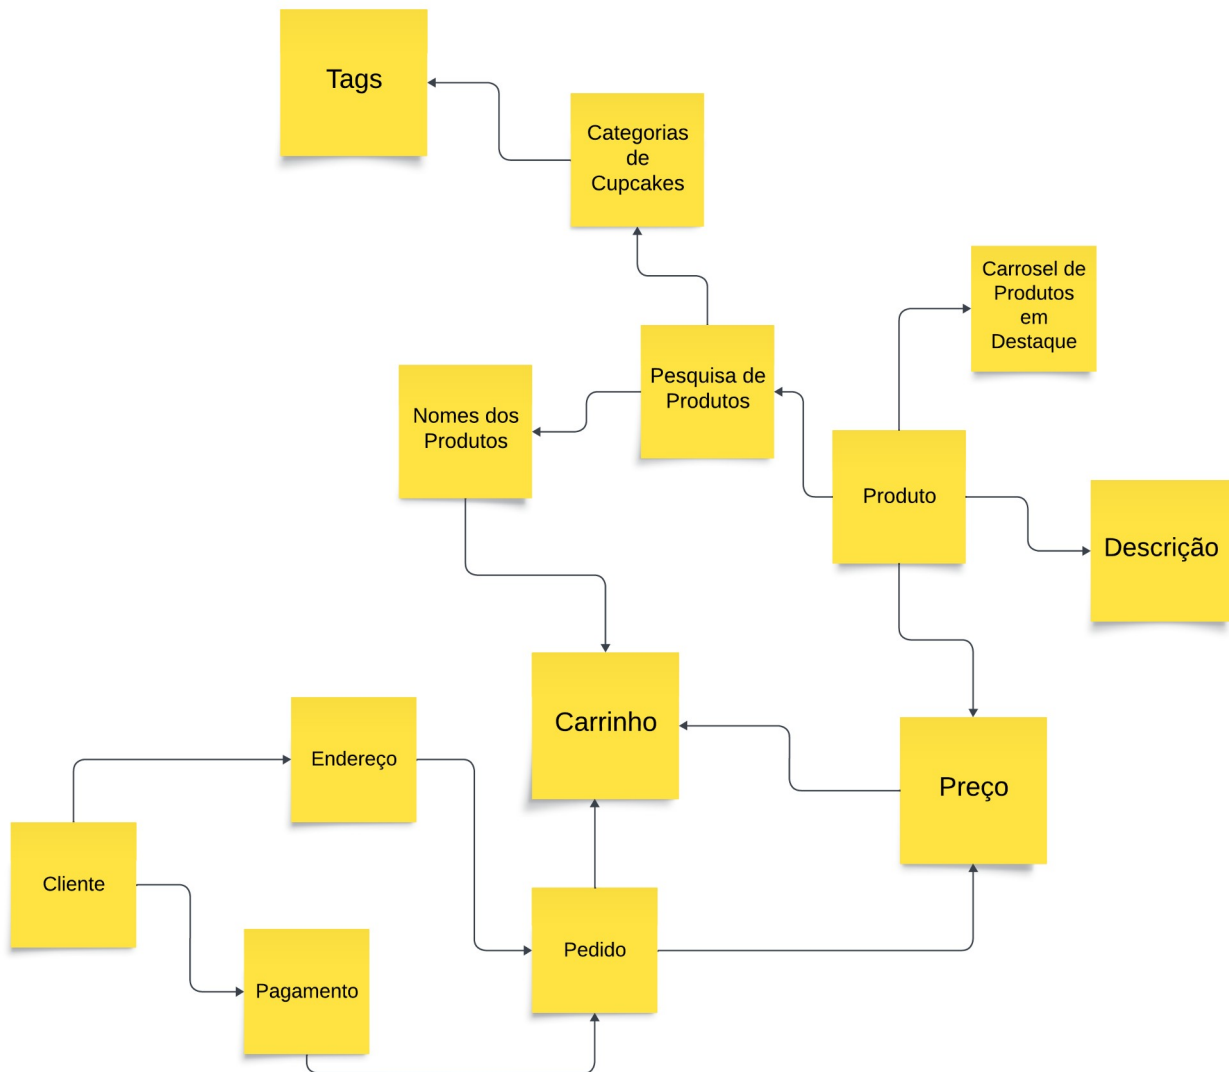 Tags
Categorias
de
Cupcakes
Carrosel de
Produtos
em
Destaque
Pesquisa de
Produtos
Nomes dos
Produtos
Produto
Descrição
Carrinho
Endereço
Preço
Cliente
Pedido
Pagamento